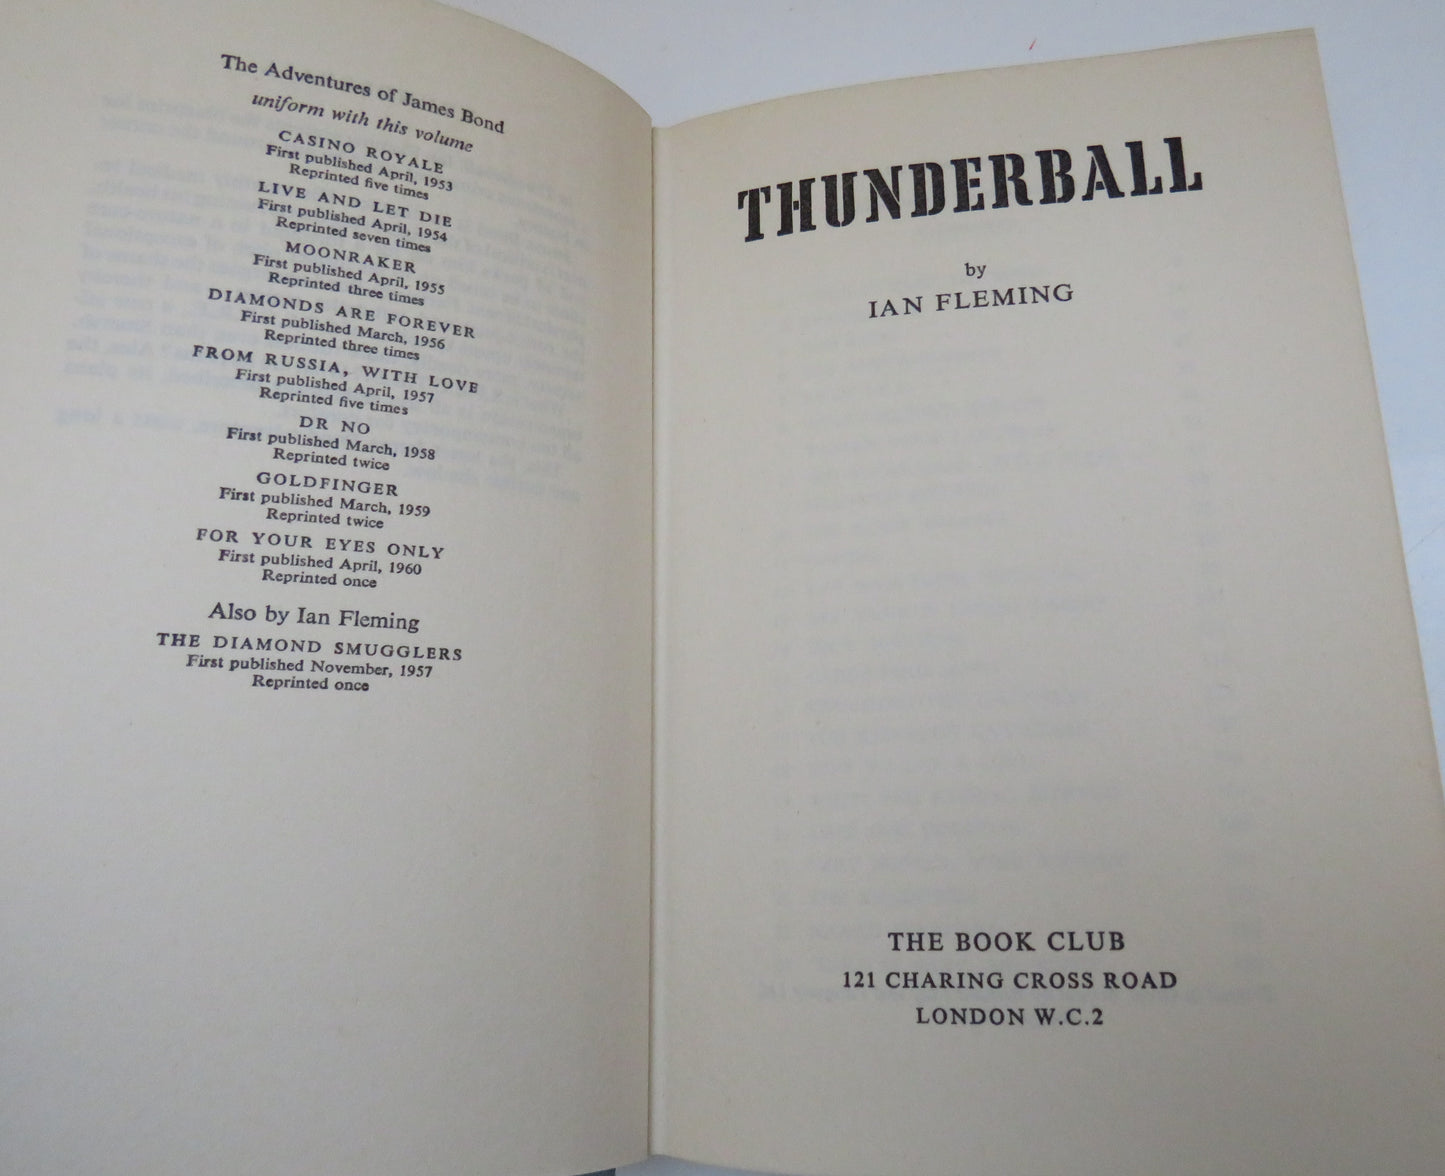 The Adventures of James Bond
uniform with this volume
CASINO ROYALE
First published April, 1953
Reprinted five times
LIVE AND LET DIE
First published April, 1954
Reprinted seven times
MOONRAKER
First published April, 1955
Reprinted three times
DIAMONDS ARE FOREVER
First published March, 1956
Reprinted three times
FROM RUSSIA, WITH LOVE
First published April, 1957
Reprinted five times
DR NO
First published March, 1958
Reprinted twice
GOLDFINGER
First published March, 1959
Reprinted twice
FOR YOUR EYES ONLY
First published April, 1960
Reprinted once
Also by Ian Fleming
THE DIAMOND SMUGGLERS
First published November, 1957
Reprinted once
THUNDERBALL
by
IAN FLEMING
THE BOOK CLUB
121 CHARING CROSS ROAD
LONDON W.C.2